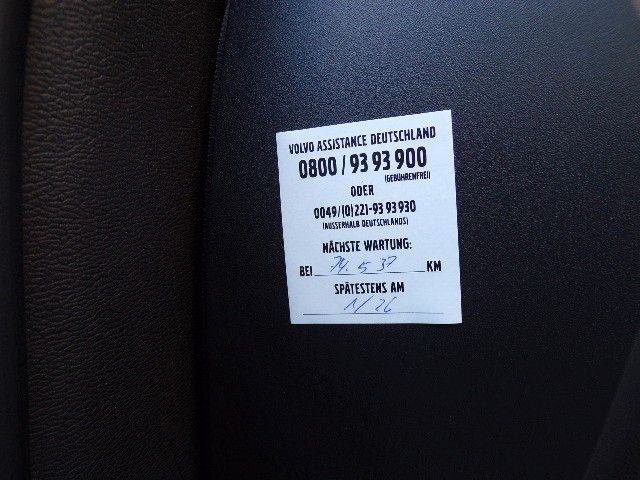 VOLVO ASSISTANCE DEUTSCHLAND
0800 / 93 93 900
(GEBÜHRENFREI)
ODER
0049/(0)221-93 93 930
(AUSSERHALB DEUTSCHLANDS)
NÄCHSTE WARTUNG:
BEI 74.537 KM
SPÄTESTENS AM
1/26